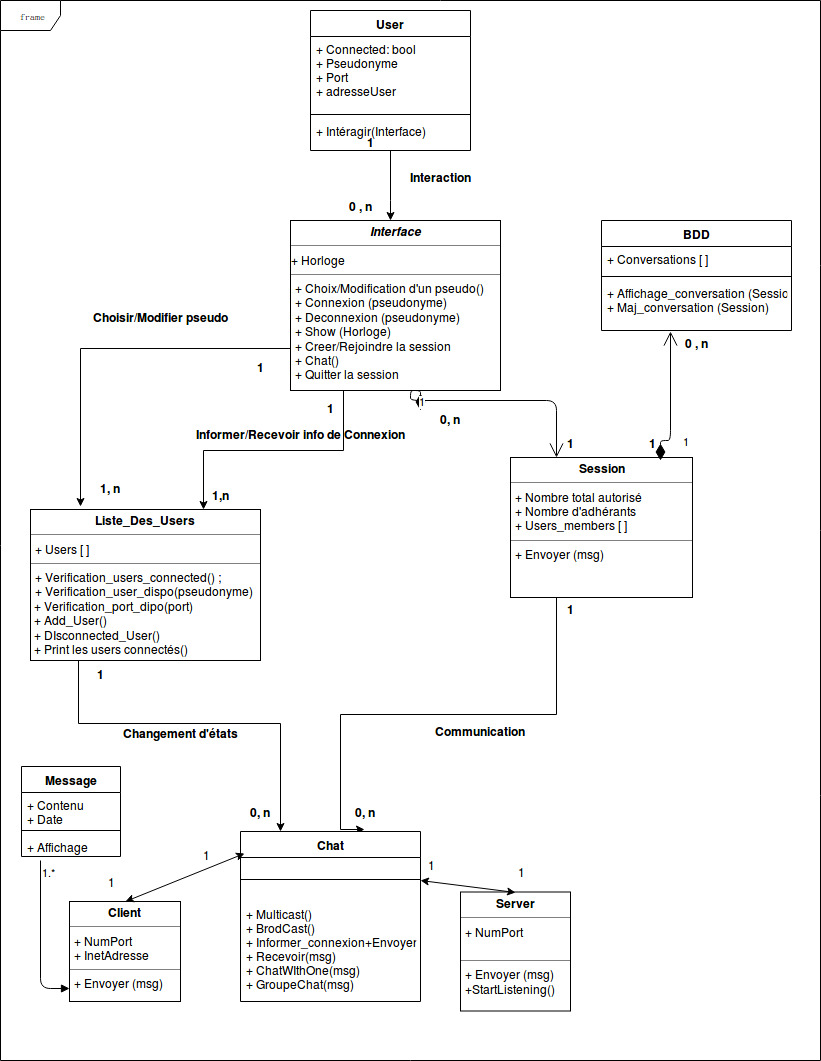 frame
User
+ Connected: bool
+ Pseudonyme
+ Port
+ adresseUser
+ Intéragir(Interface)
1
Interaction
0 , n
Interface
+ Horloge
+ Choix/Modification d'un pseudo()
+ Connexion (pseudonyme)
+ Deconnexion (pseudonyme)
+ Show (Horloge)
+ Creer/Rejoindre la session
+ Chat()
+ Quitter la session
BDD
+ Conversations [ ]
+ Affichage_conversation (Sessio
+ Maj_conversation (Session)
0 , n
Choisir/Modifier pseudo
1
1
1
0, n
Informer/Recevoir info de Connexion
1
1
1
Session
+ Nombre total autorisé
+ Nombre d'adhérants
+ Users_members [ ]
+ Envoyer (msg)
1
1, n
1,n
Liste_Des_Users
+ Users [ ]
+ Verification_users_connected() ;
+ Verification_user_dispo(pseudonyme)
+ Verification_port_dipo(port)
+ Add_User()
+ DIsconnected_User()
+ Print les users connectés()
1
Changement d'états
Communication
0, n
0, n
Message
+ Contenu
+ Date
+ Affichage
1.*
1
1
Client
+ NumPort
+ InetAdresse
+ Envoyer (msg)
Chat
+ Multicast()
+ BrodCast()
+ Informer_connexion+Envoyer
+ Recevoir(msg)
+ ChatWIthOne(msg)
+ GroupeChat(msg)
1
1
Server
+ NumPort
+ Envoyer (msg)
+StartListening()